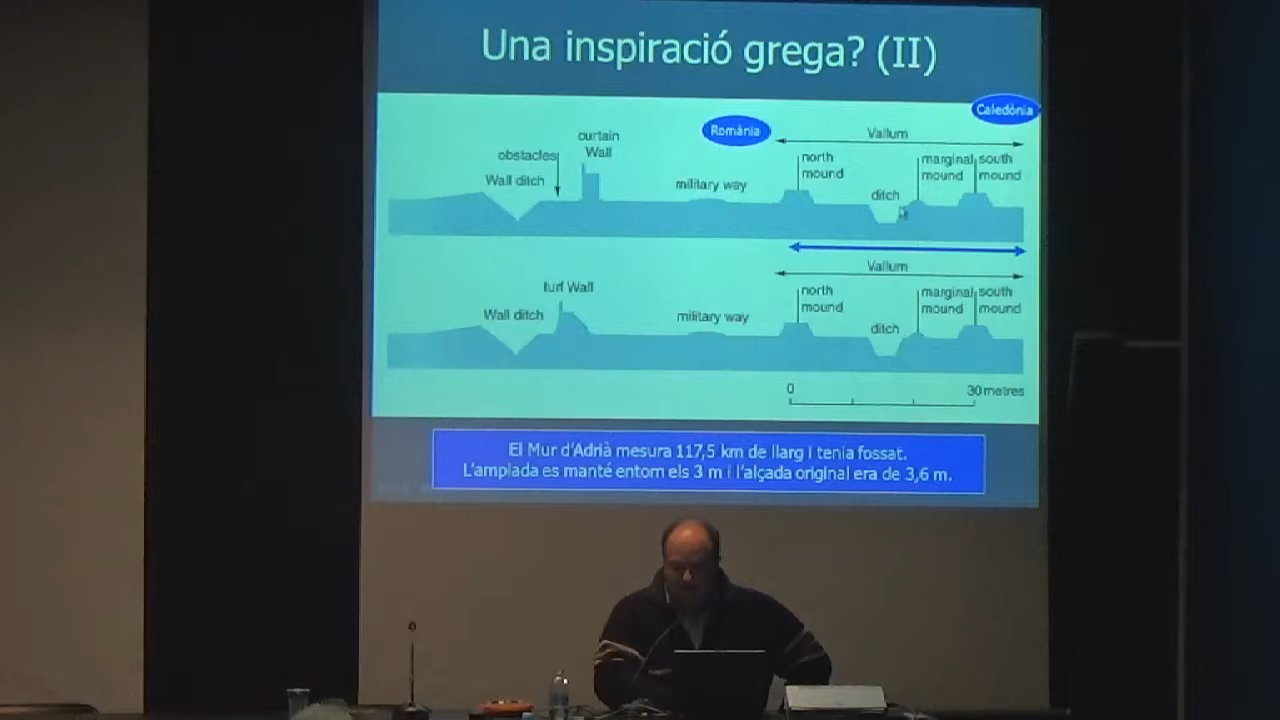 Una inspiració grega? (II)
Caledònia
Romània
Vallum
curtain
Wall
obstacles
Wall ditch
military way
north
mound
ditch
marginal
mound
south
mound
Vallum
turf Wall
Wall ditch
military way
north
mound
ditch
marginal
mound
south
mound
0
30 metres
El Mur d'Adrià mesura 117,5 km de llarg i tenia fossat.
L'amplada es manté entorn els 3 m i l'alçada original era de 3,6 m.